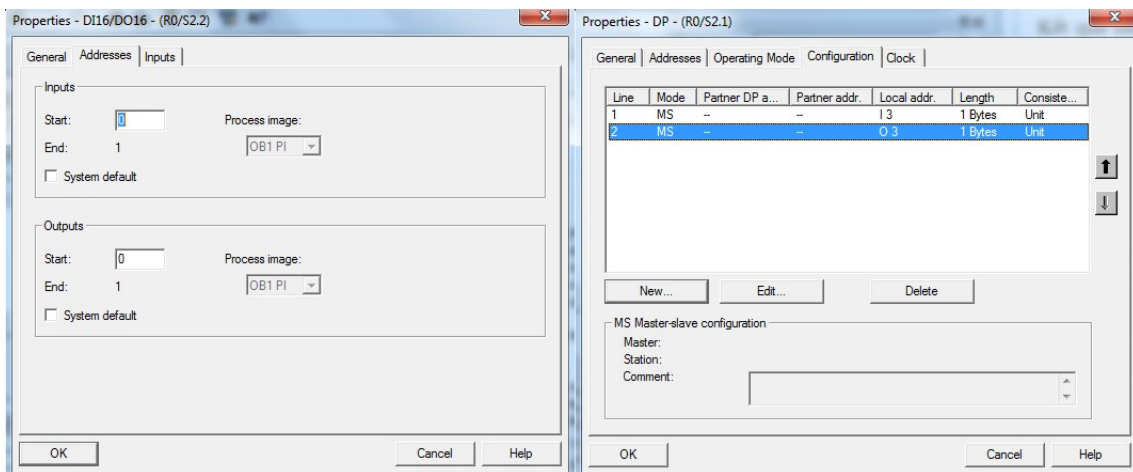 Properties - DI16/DO16 - (R0/S2.2)
General Addresses Inputs
Inputs
Start: 0 Process image:
End: 1 OB1 PI
System default
Outputs
Start: 0 Process image:
End: 1 OB1 PI
System default
OK Cancel Help
Properties - DP - (R0/S2.1)
General Addresses Operating Mode Configuration Clock
Line Mode Partner DP a... Partner addr. Local addr. Length Consiste...
1 MS -- -- I 3 1 Bytes Unit
2 MS -- -- O 3 1 Bytes Unit
New... Edit... Delete
MS Master-slave configuration
Master:
Station:
Comment:
OK Cancel Help